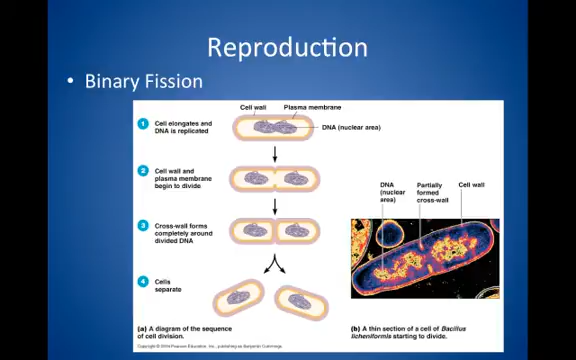 Reproduction
• Binary Fission
Cell wall
Plasma membrane
1
Cell elongates and
DNA is replicated
DNA (nuclear area)
2
Cell wall and
plasma membrane
begin to divide
3
Cross-wall forms
completely around
divided DNA
4
Cells
separate
(a) A diagram of the sequence
of cell division.
DNA
(nuclear
area)
Partially
formed
cross-wall
Cell wall
(b) A thin section of a cell of Bacillus
licheniformis starting to divide.
Copyright © 2004 Pearson Education, Inc., publishing as Benjamin Cummings.